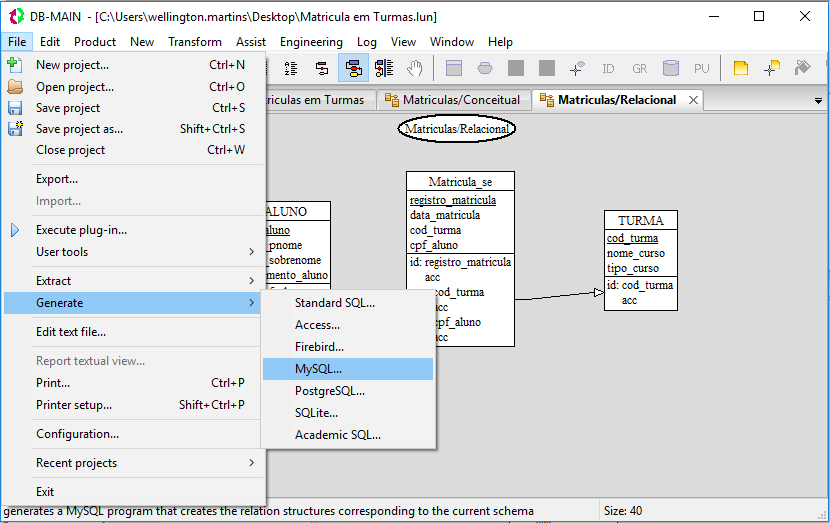 DB-MAIN - [C:\Users\wellington.martins\Desktop\Matricula em Turmas.lun]
File Edit Product New Transform Assist Engineering Log View Window Help
New project... Ctrl+N
Open project... Ctrl+O
Save project Ctrl+S
Save project as... Shift+Ctrl+S
Close project Ctrl+W
Export...
Import...
Execute plug-in...
User tools
Extract
Generate
Edit text file...
Report textual view...
Print... Ctrl+P
Printer setup... Shift+Ctrl+P
Configuration...
Recent projects
Exit
Standard SQL...
Access...
Firebird...
MySQL...
PostgreSQL...
SQLite...
Academic SQL...
ID GR PU
riculas em Turmas Matriculas/Conceitual Matriculas/Relacional
Matriculas/Relacional
ALUNO
aluno
_pnome
_sobrenome
mento_aluno
Matricula_se
registro_matricula
data_matricula
cod_turma
cpf_aluno
id: registro_matricula
acc
cod_turma
acc
cpf_aluno
acc
TURMA
cod_turma
nome_curso
tipo_curso
id: cod_turma
acc
generates a MySQL program that creates the relation structures corresponding to the current schema Size: 40